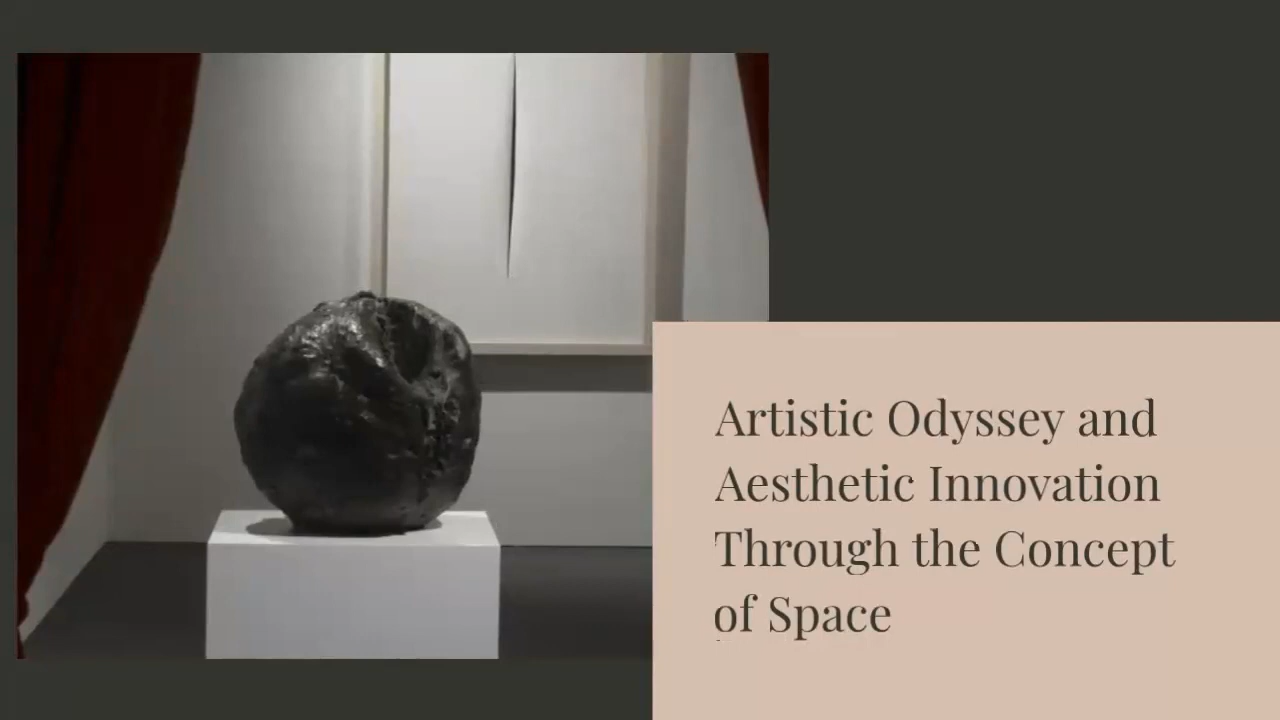 Artistic Odyssey and
Aesthetic Innovation
Through the Concept
of Space